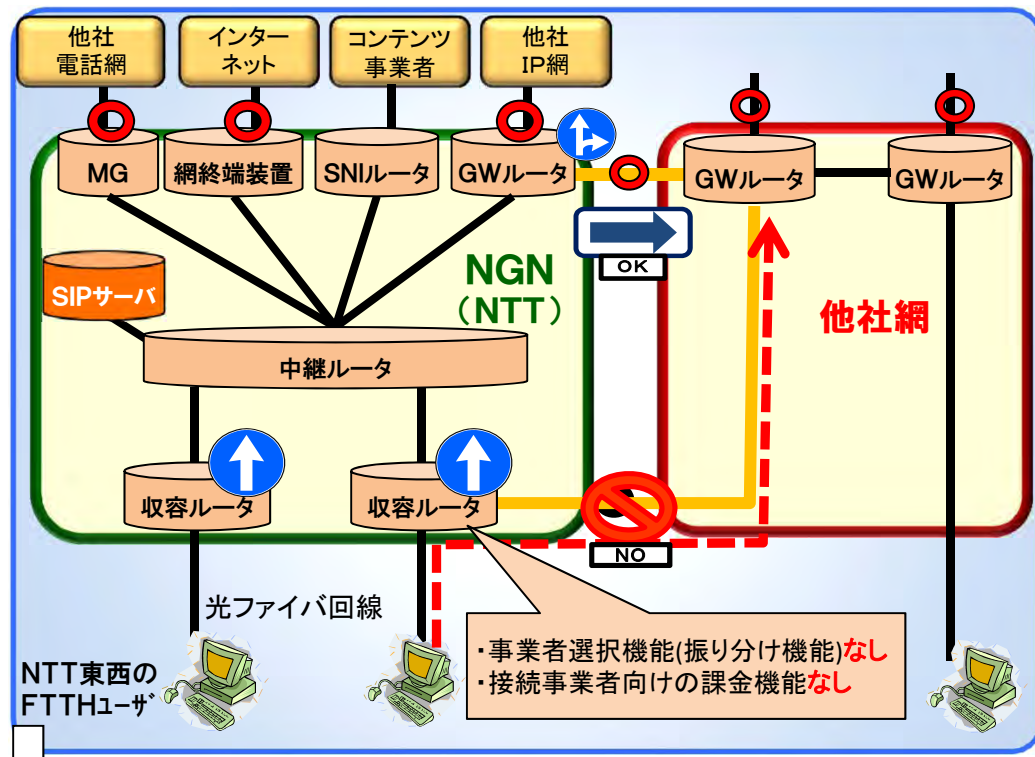 他社
電話網
インター
ネット
コンテンツ
事業者
他社
IP網
MG
網終端装置
SNIルータ
GWルータ
GWルータ
GWルータ
OK
NGN
(NTT)
他社網
SIPサーバ
中継ルータ
収容ルータ
収容ルータ
NO
光ファイバ回線
・事業者選択機能(振り分け機能)なし
・接続事業者向けの課金機能なし
NTT東西の
FTTHユーザ